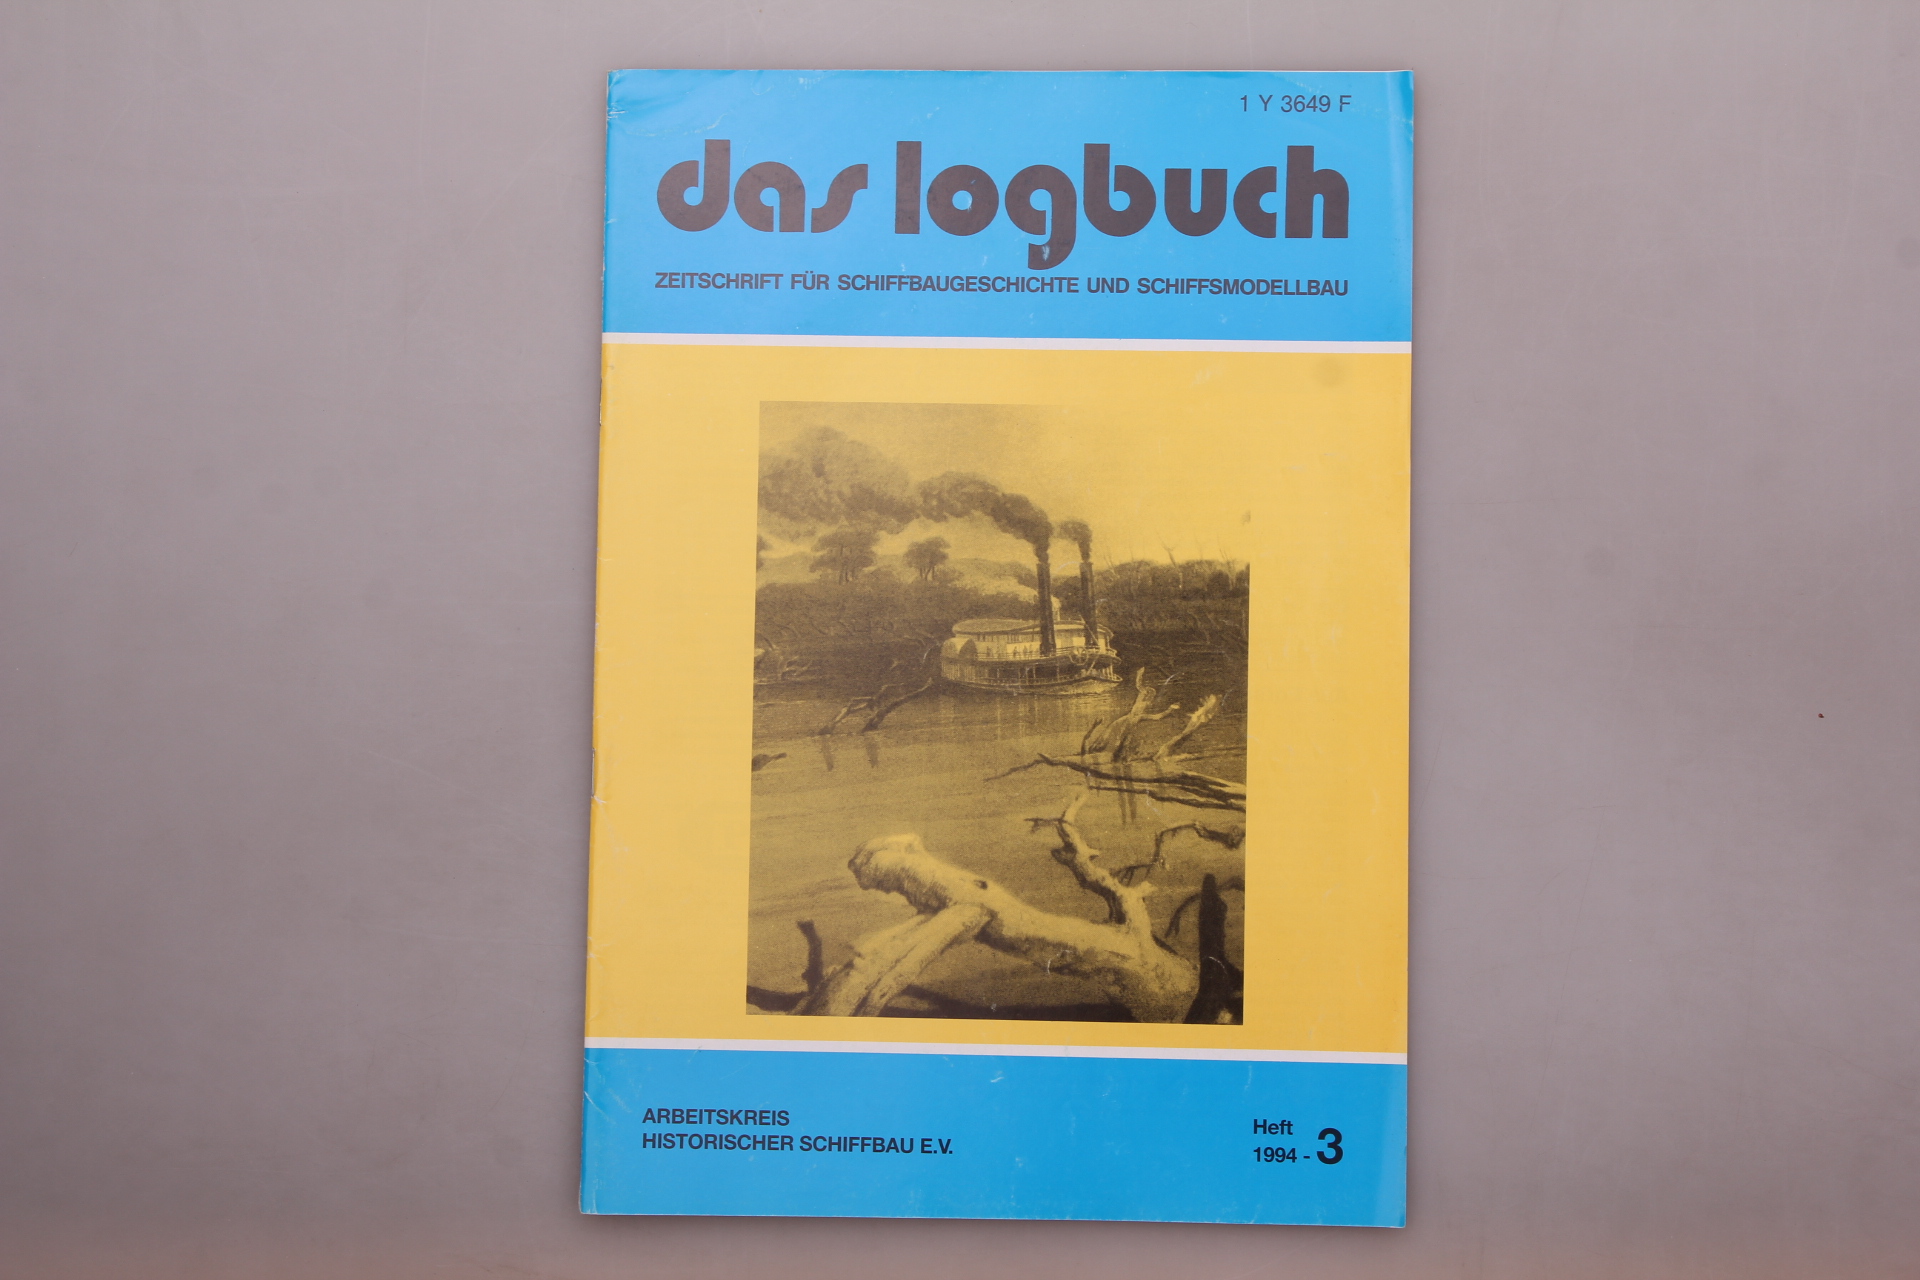 1 Y 3649 F
das logbuch
ZEITSCHRIFT FÜR SCHIFFBAUGESCHICHTE UND SCHIFFSMODELLBAU
ARBEITSKREIS
HISTORISCHER SCHIFFBAU E.V.
Heft
1994 - 3